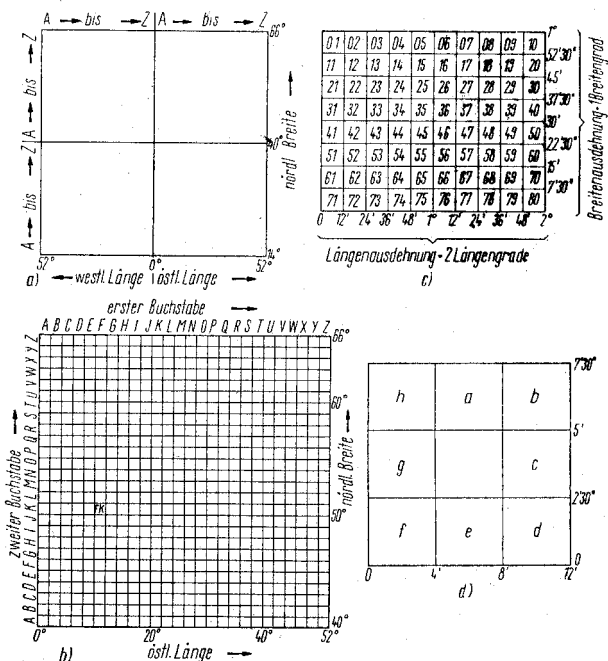 A → bis → Z A → bis → Z
66°
A → bis → Z A → bis → Z
40°
nördl. Breite →
14°
52° 0° 52°
a) ← westl. Länge östl. Länge →
01 02 03 04 05 06 07 08 09 10
11 12 13 14 15 16 17 18 19 20
21 22 23 24 25 26 27 28 29 30
31 32 33 34 35 36 37 38 39 40
41 42 43 44 45 46 47 48 49 50
51 52 53 54 55 56 57 58 59 60
61 62 63 64 65 66 67 68 69 70
71 72 73 74 75 76 77 78 79 80
1°
52'30"
45'
37'30"
30'
22'30"
15'
7'30"
0 12' 24' 36' 48' 1° 12' 24' 36' 48' 2°
Breitenausdehnung-1Breitengrad
Längenausdehnung-2Längengrade
c)
erster Buchstabe →
A B C D E F G H I J K L M N O P Q R S T U V W X Y Z
66°
60°
50°
40°
nördl. Breite →
zweiter Buchstabe →
A B C D E F G H I J K L M N O P Q R S T U V W X Y Z
FK
0° 20° 40° 52°
b) östl. Länge →
7'30"
h a b
5'
g c
2'30"
f e d
0
0 4' 8' 12'
d)